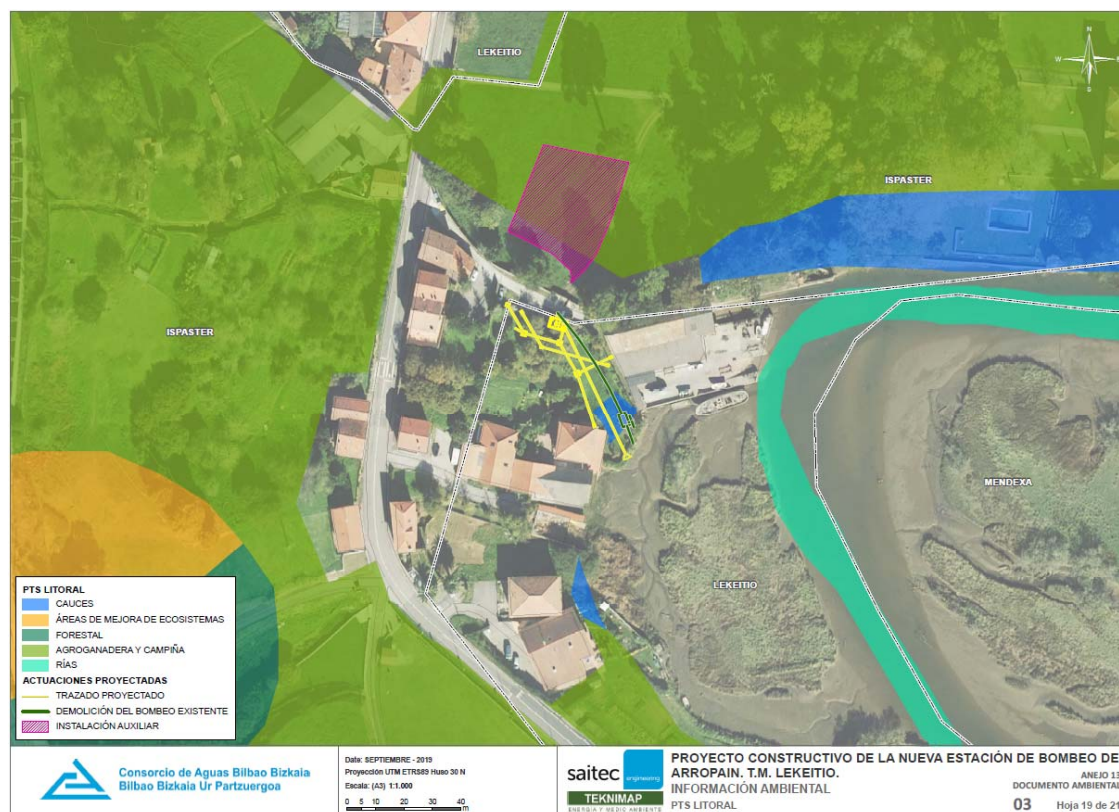 LEKEITIO
N
W
ISPASTER
ISPASTER
MENDEXA
LEKEITIO
PTS LITORAL
CAUCES
ÁREAS DE MEJORA DE ECOSISTEMAS
FORESTAL
AGROGANADERA Y CAMPIÑA
RÍAS
ACTUACIONES PROYECTADAS
TRAZADO PROYECTADO
DEMOLICIÓN DEL BOMBEO EXISTENTE
INSTALACIÓN AUXILIAR
Consorcio de Aguas Bilbao Bizkaia
Bilbao Bizkaia Ur Partzuergoa
Data: SEPTIEMBRE - 2019
Proyección UTM ETRS89 Huso 30 N
Escala: (A3) 1:1.000
0 5 10 20 30 40
m
saitec engineering
TEKNIMAP
ENERGÍA Y MEDIO AMBIENTE
PROYECTO CONSTRUCTIVO DE LA NUEVA ESTACIÓN DE BOMBEO DE
ARROPAIN. T.M. LEKEITIO.
INFORMACIÓN AMBIENTAL
PTS LITORAL
ANEJO 13
DOCUMENTO AMBIENTAL
03 Hoja 19 de